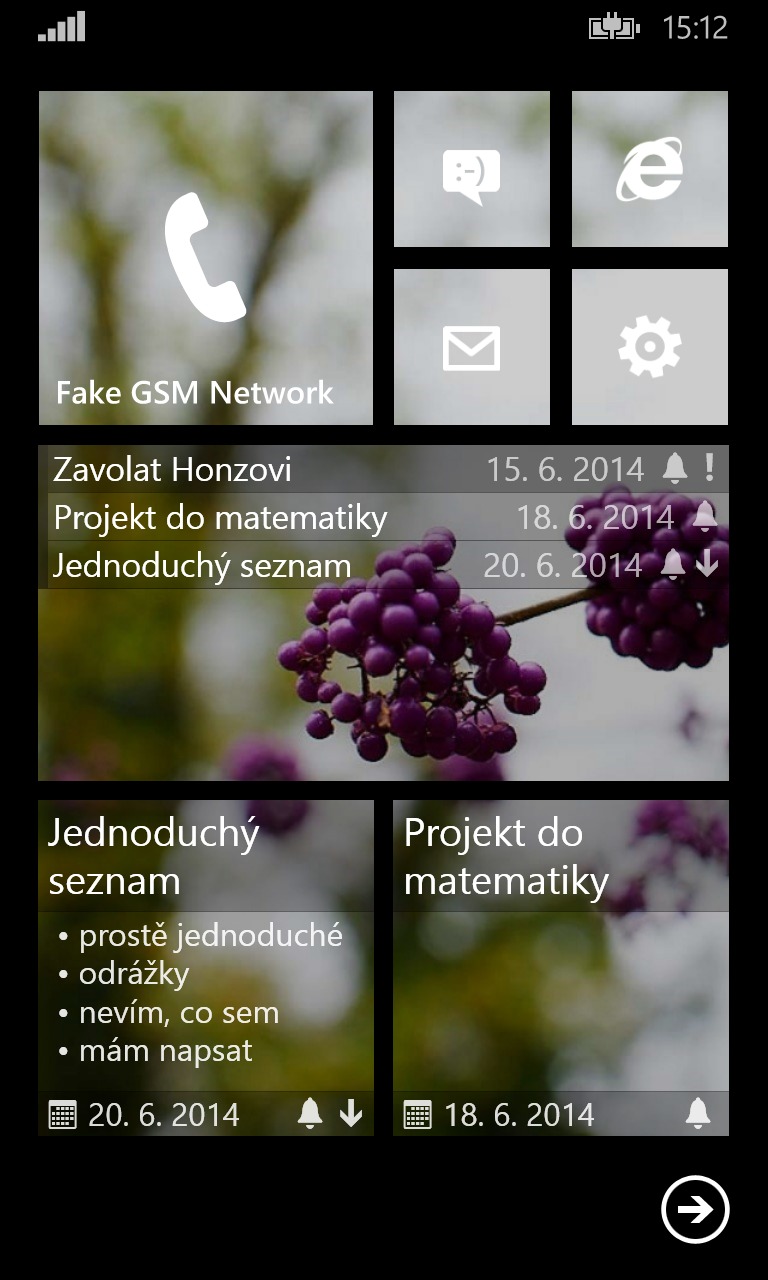 15:12
Fake GSM Network
Zavolat Honzovi 15. 6. 2014 !
Projekt do matematiky 18. 6. 2014
Jednoduchý seznam 20. 6. 2014
Jednoduchý
seznam
• prostě jednoduché
• odrážky
• nevím, co sem
• mám napsat
20. 6. 2014
Projekt do
matematiky
18. 6. 2014